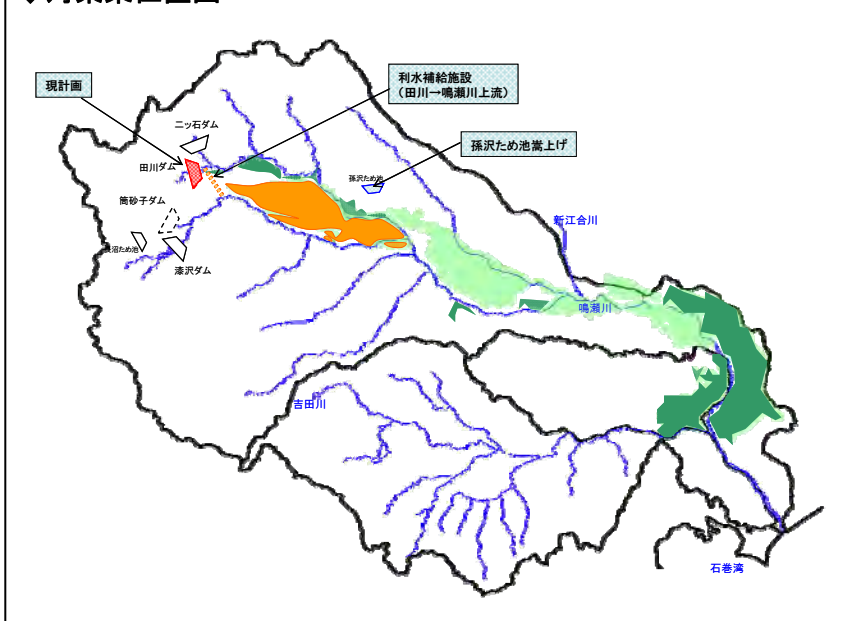 現計画
利水補給施設
（田川→鳴瀬川上流）
孫沢ため池嵩上げ
二ッ石ダム
田川ダム
孫沢ため池
筒砂子ダム
漆沢ダム
新江合川
鳴瀬川
吉田川
石巻湾